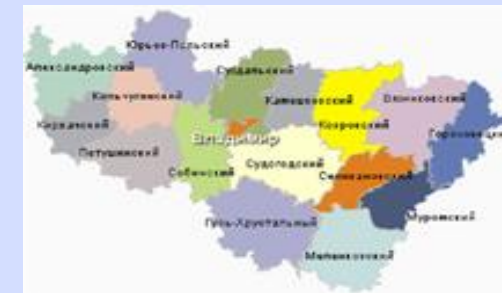 Юрьев-Польский
Александровский
Суздальский
Кольчугинский
Камешковский
Вязниковский
Киржачский
Ковровский
Гороховецкий
Владимир
Петушинский
Собинский
Судогодский
Селивановский
Гусь-Хрустальный
Муромский
Меленковский